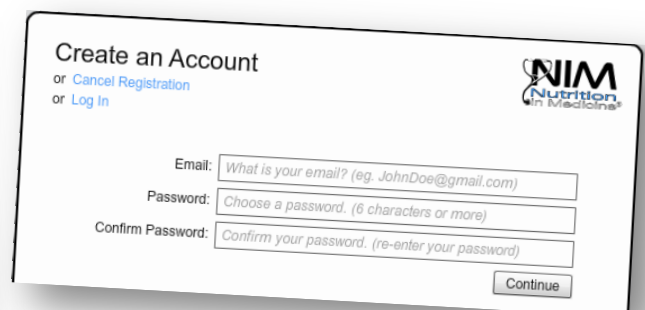 Create an Account
or Cancel Registration
or Log In
NIM
Nutrition
in Medicine®
Email: What is your email? (eg. JohnDoe@gmail.com)
Password: Choose a password. (6 characters or more)
Confirm Password: Confirm your password. (re-enter your password)
Continue